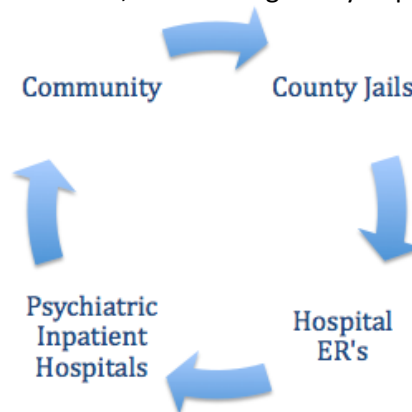 Community
County Jails
Hospital
ER's
Psychiatric
Inpatient
Hospitals